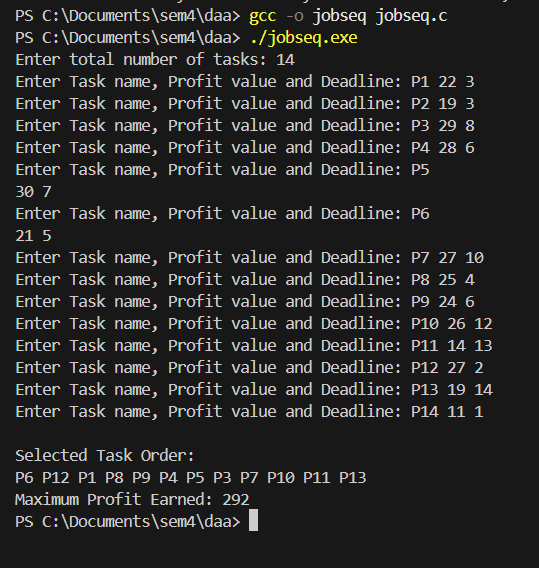 PS C:\Documents\sem4\daa> gcc -o jobseq jobseq.c
PS C:\Documents\sem4\daa> ./jobseq.exe
Enter total number of tasks: 14
Enter Task name, Profit value and Deadline: P1 22 3
Enter Task name, Profit value and Deadline: P2 19 3
Enter Task name, Profit value and Deadline: P3 29 8
Enter Task name, Profit value and Deadline: P4 28 6
Enter Task name, Profit value and Deadline: P5
30 7
Enter Task name, Profit value and Deadline: P6
21 5
Enter Task name, Profit value and Deadline: P7 27 10
Enter Task name, Profit value and Deadline: P8 25 4
Enter Task name, Profit value and Deadline: P9 24 6
Enter Task name, Profit value and Deadline: P10 26 12
Enter Task name, Profit value and Deadline: P11 14 13
Enter Task name, Profit value and Deadline: P12 27 2
Enter Task name, Profit value and Deadline: P13 19 14
Enter Task name, Profit value and Deadline: P14 11 1
Selected Task Order:
P6 P12 P1 P8 P9 P4 P5 P3 P7 P10 P11 P13
Maximum Profit Earned: 292
PS C:\Documents\sem4\daa>